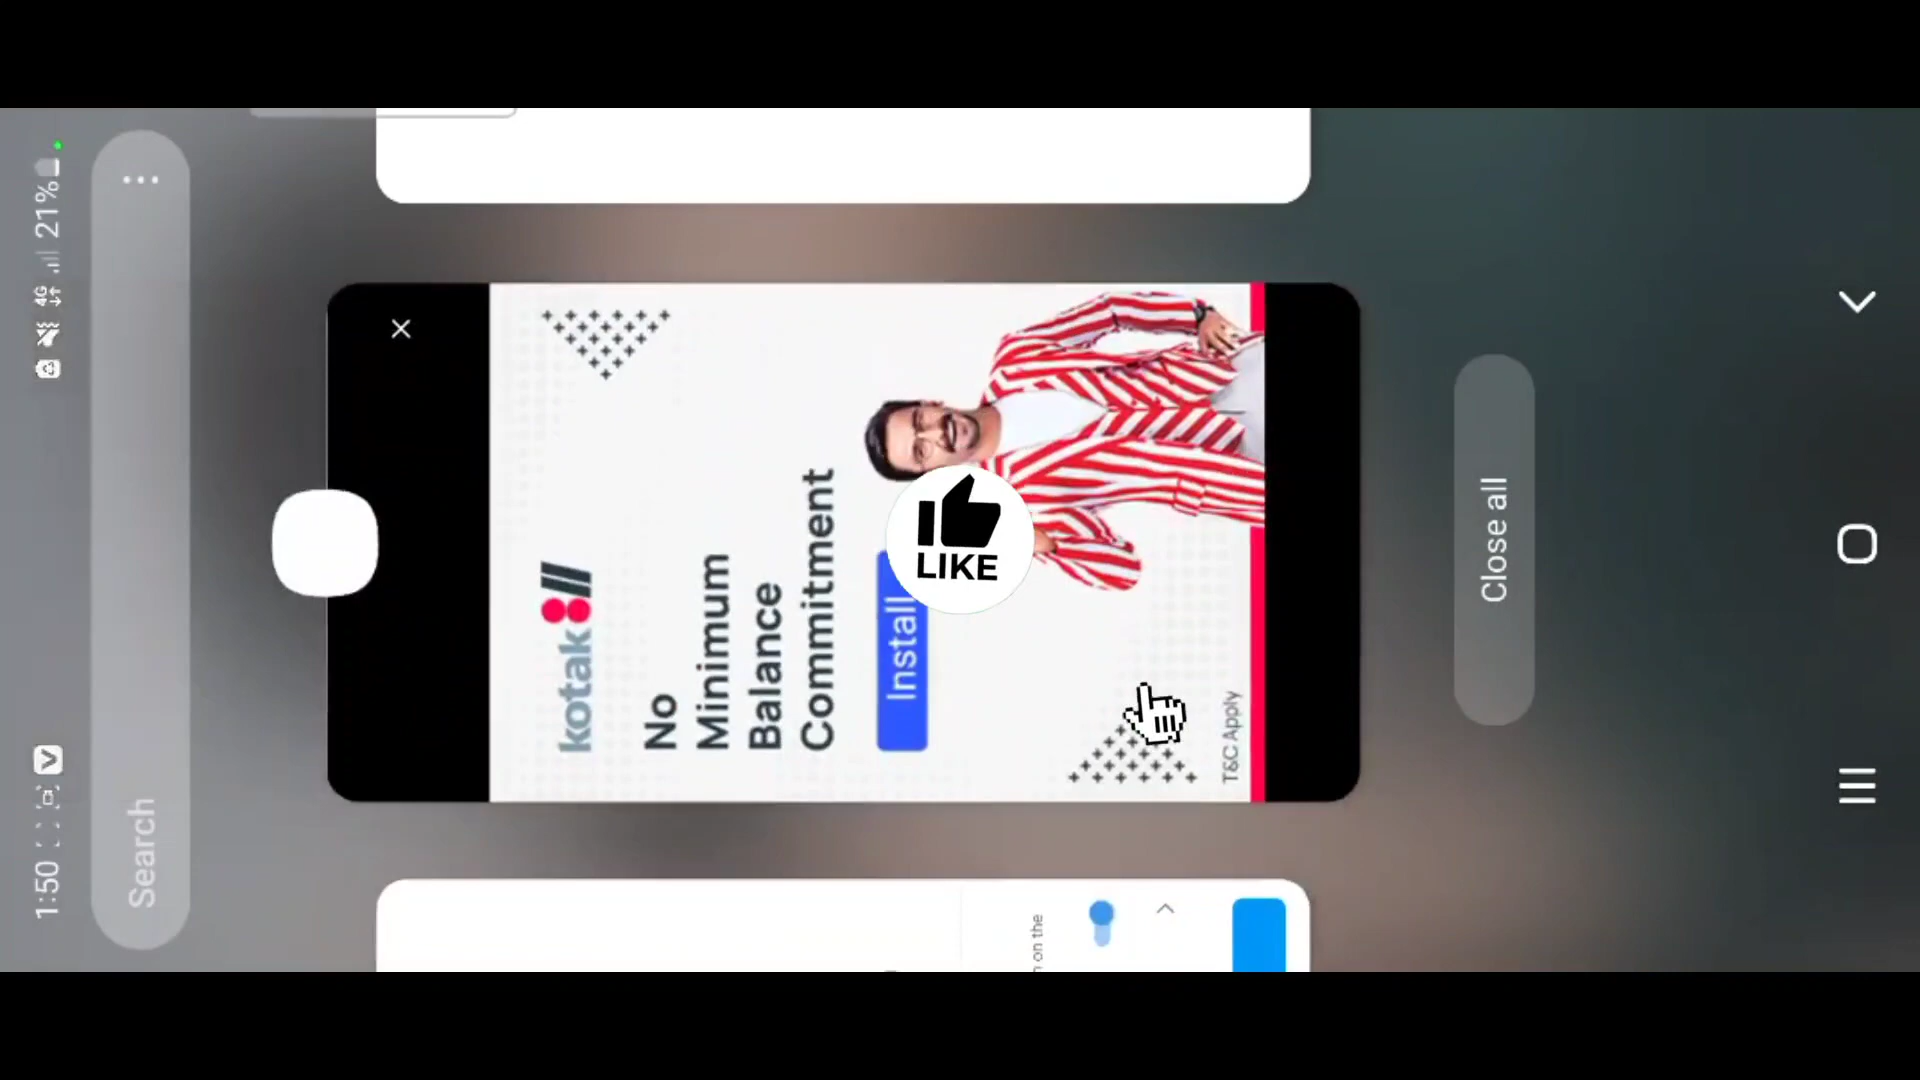 1:50
4G
21%
Search
kotak
No
Minimum
Balance
Commitment
Install
T&C Apply
LIKE
on the
Close all